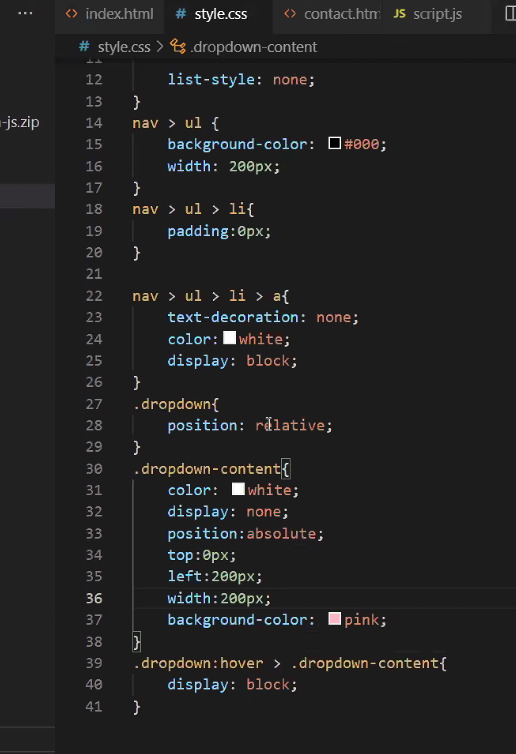 ... <> index.html # style.css <> contact.htm JS script.js
# style.css > .dropdown-content
-js.zip
12 list-style: none;
13 }
14 nav > ul {
15 background-color: #000;
16 width: 200px;
17 }
18 nav > ul > li{
19 padding:0px;
20 }
21
22 nav > ul > li > a{
23 text-decoration: none;
24 color:white;
25 display: block;
26 }
27 .dropdown{
28 position: relative;
29 }
30 .dropdown-content{
31 color: white;
32 display: none;
33 position:absolute;
34 top:0px;
35 left:200px;
36 width:200px;
37 background-color: pink;
38 }
39 .dropdown:hover > .dropdown-content{
40 display: block;
41 }